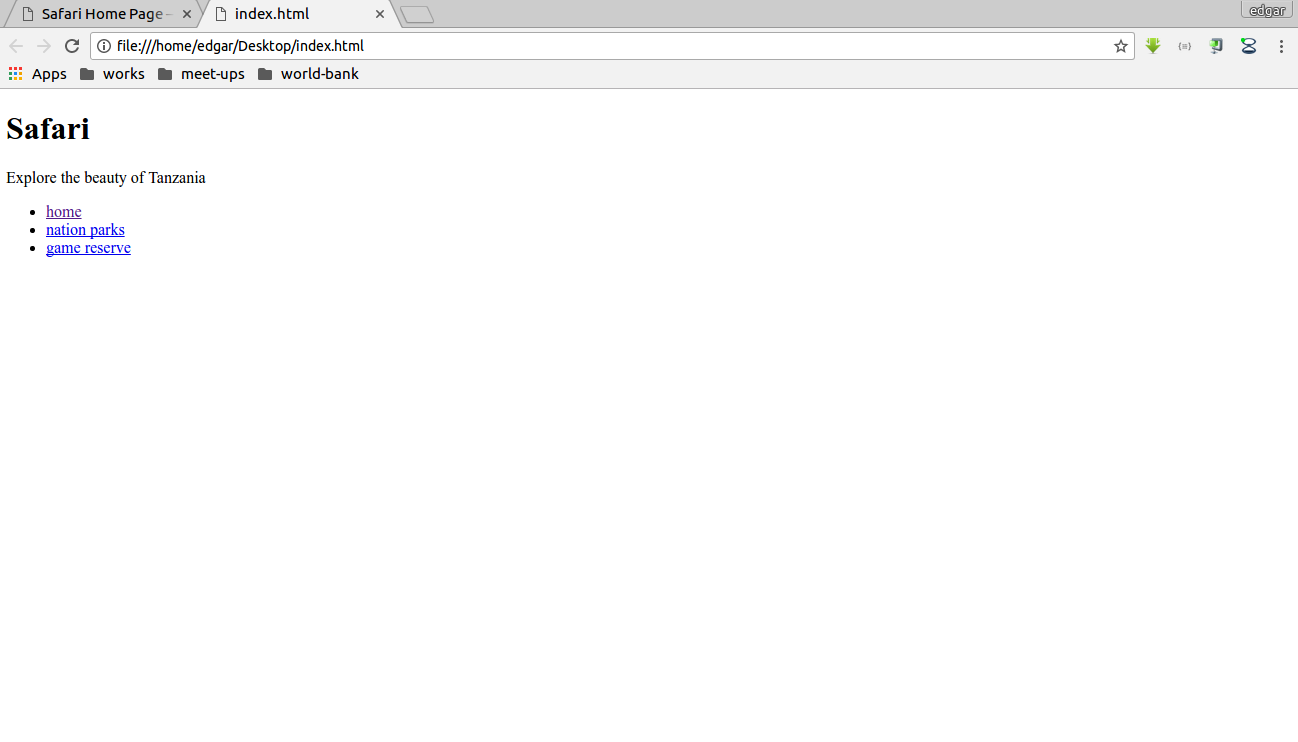 Safari Home Page -
index.html
edgar
file:///home/edgar/Desktop/index.html
Apps works meet-ups world-bank
Safari
Explore the beauty of Tanzania
home
nation parks
game reserve